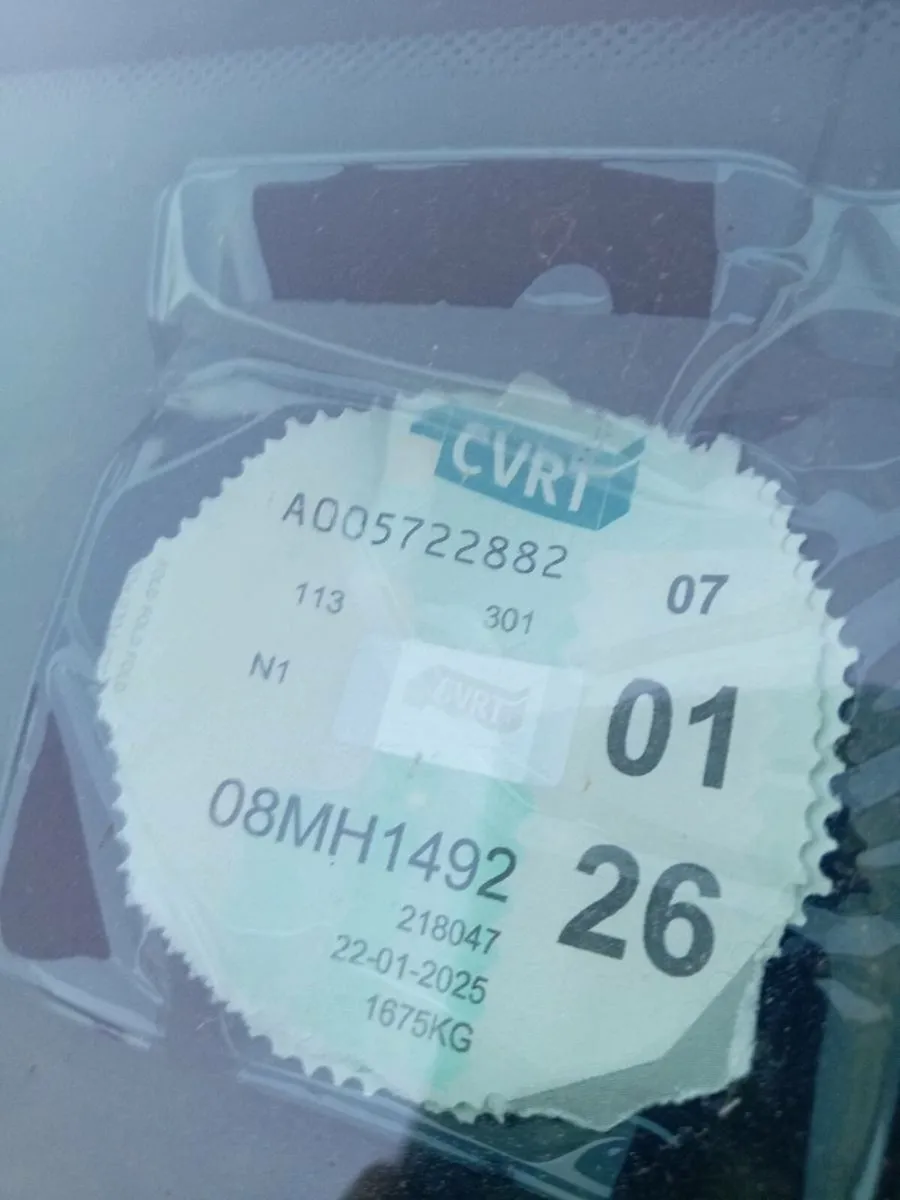 CVRT
A005722882
113 301 07
N1
CVRT
01
08MH1492
26
218047
22-01-2025
1675KG